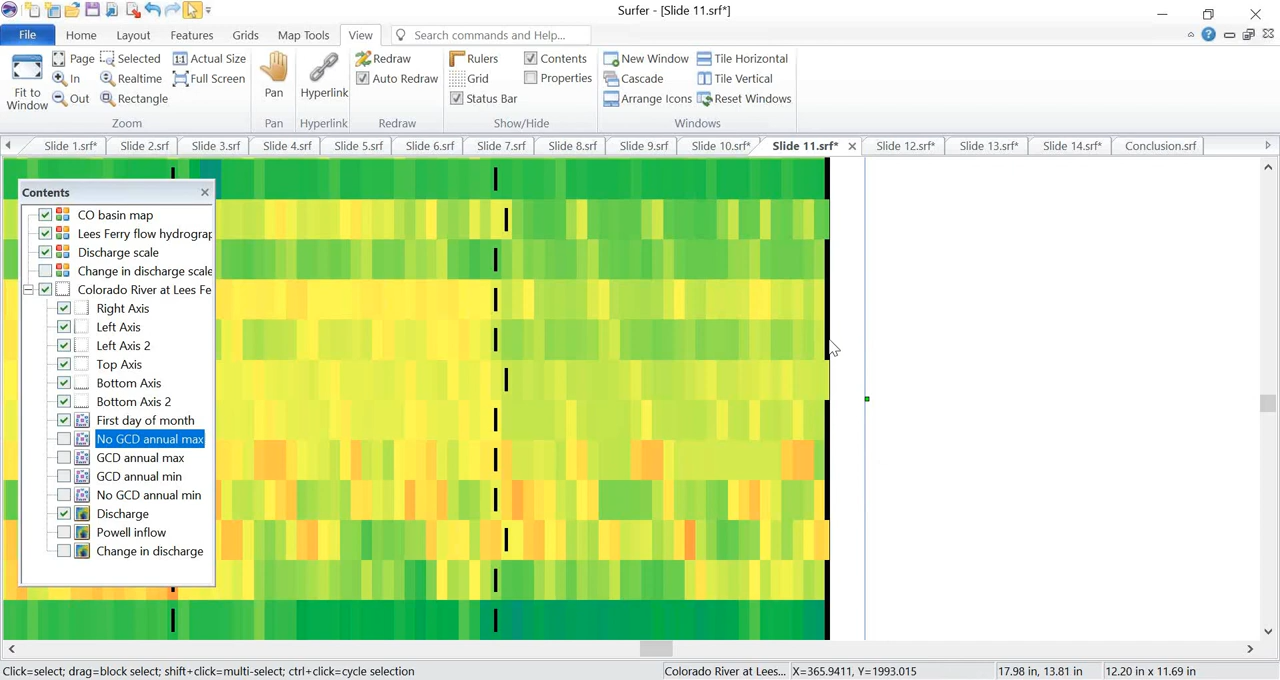 Surfer - [Slide 11.srf*]
File Home Layout Features Grids Map Tools View Search commands and Help...
Page Selected Actual Size Redraw Rulers Contents New Window Tile Horizontal
In Realtime Full Screen Auto Redraw Grid Properties Cascade Tile Vertical
Fit to Window Out Rectangle Pan Hyperlink Status Bar Arrange Icons Reset Windows
Zoom Pan Hyperlink Redraw Show/Hide Windows
Slide 1.srf* Slide 2.srf Slide 3.srf Slide 4.srf Slide 5.srf Slide 6.srf Slide 7.srf Slide 8.srf Slide 9.srf Slide 10.srf* Slide 11.srf* Slide 12.srf* Slide 13.srf* Slide 14.srf* Conclusion.srf
Contents
CO basin map
Lees Ferry flow hydrograp
Discharge scale
Change in discharge scale
Colorado River at Lees Fe
Right Axis
Left Axis
Left Axis 2
Top Axis
Bottom Axis
Bottom Axis 2
First day of month
No GCD annual max
GCD annual max
GCD annual min
No GCD annual min
Discharge
Powell inflow
Change in discharge
Click=select; drag=block select; shift+click=multi-select; ctrl+click=cycle selection Colorado River at Lees... X=365.9411, Y=1993.015 17.98 in, 13.81 in 12.20 in x 11.69 in